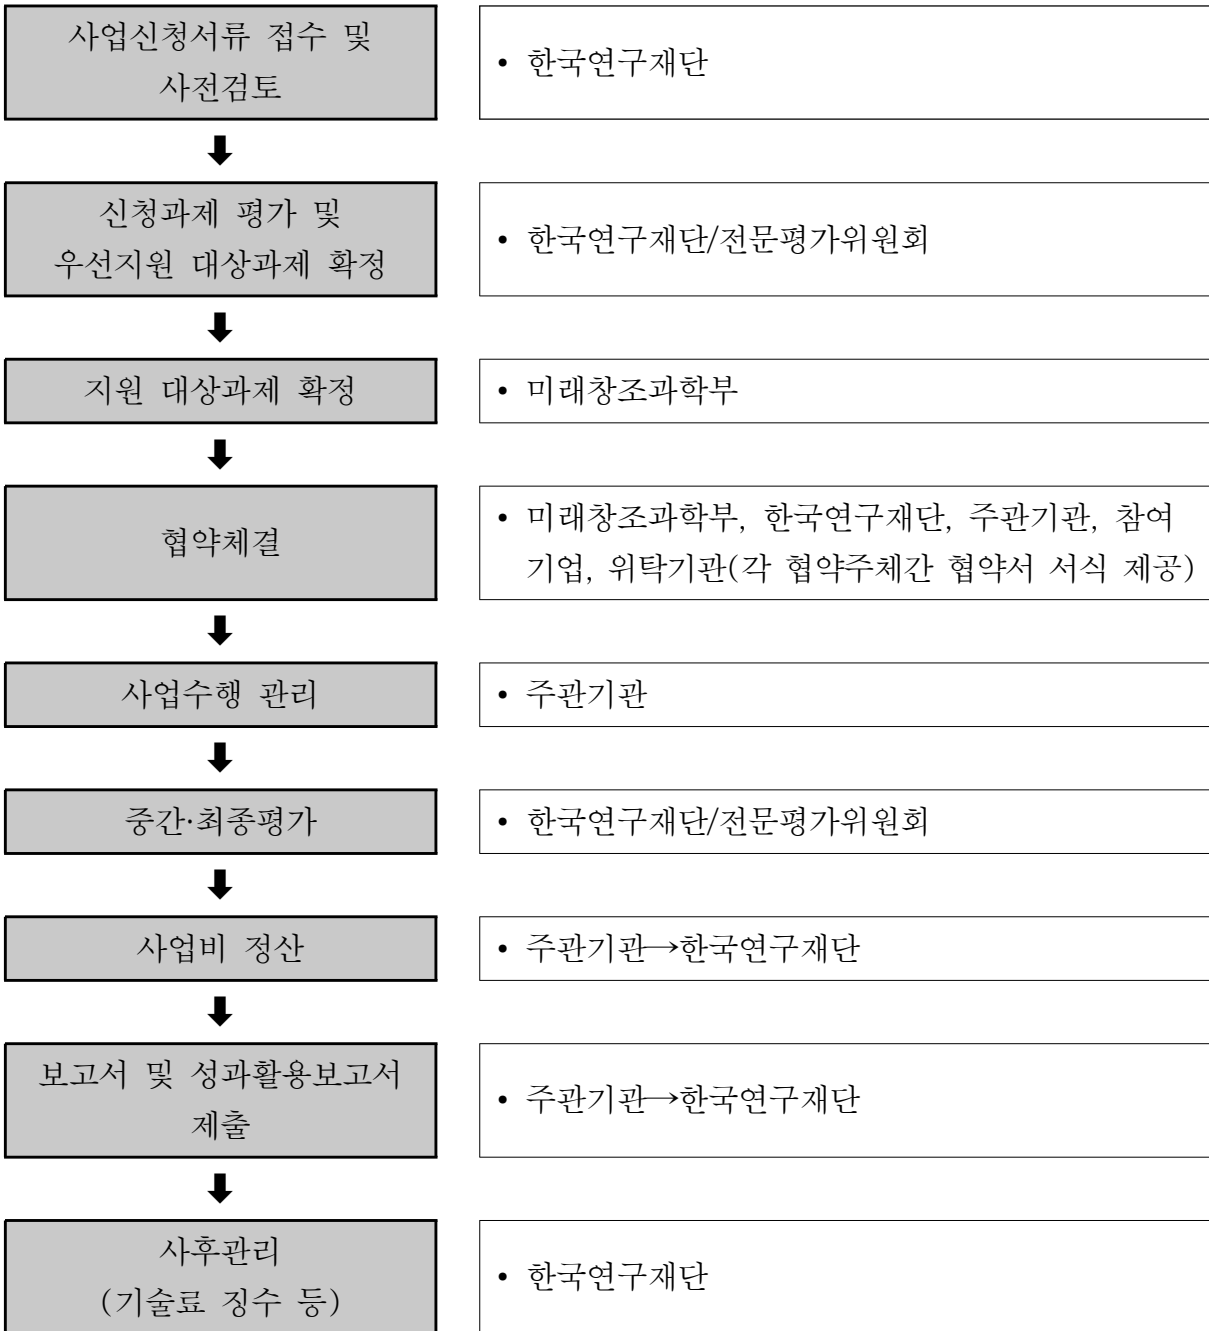 사업신청서류 접수 및
사전검토
• 한국연구재단
신청과제 평가 및
우선지원 대상과제 확정
• 한국연구재단/전문평가위원회
지원 대상과제 확정
• 미래창조과학부
협약체결
• 미래창조과학부, 한국연구재단, 주관기관, 참여
기업, 위탁기관(각 협약주체간 협약서 서식 제공)
사업수행 관리
• 주관기관
중간·최종평가
• 한국연구재단/전문평가위원회
사업비 정산
• 주관기관→한국연구재단
보고서 및 성과활용보고서
제출
• 주관기관→한국연구재단
사후관리
(기술료 징수 등)
• 한국연구재단